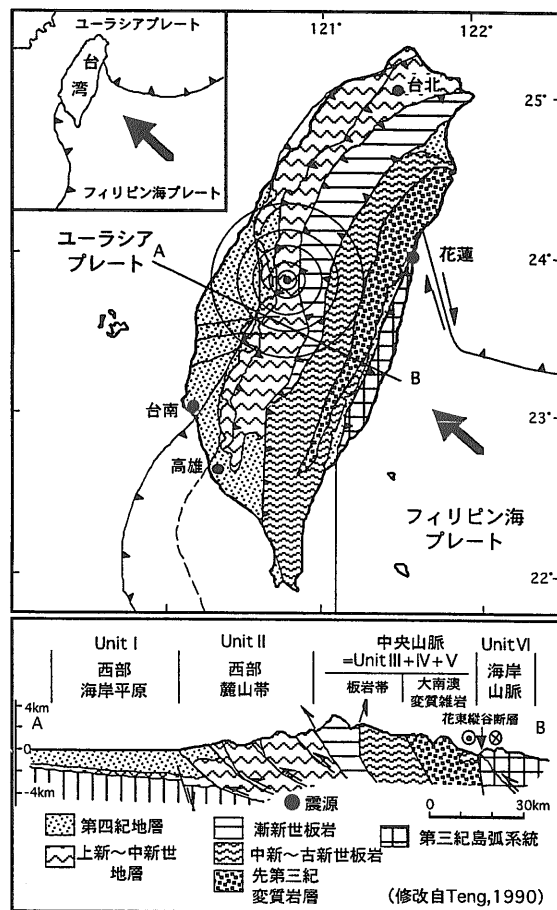 ユーラシアプレート
台
湾
フィリピン海プレート
121°
122°
台北
25°
ユーラシア
プレート
A
花蓮
24°
B
台南
23°
高雄
フィリピン海
プレート
22°
Unit I
西部
海岸平原
Unit II
西部
麓山帯
中央山脈
=Unit III + IV + V
板岩帯
大南澳
変質雑岩
Unit VI
海岸
山脈
花東縦谷断層
4km
A
0
-4km
B
震源
0 30km
第四紀地層
上新～中新世
地層
漸新世板岩
中新～古新世板岩
先第三紀
変質岩層
第三紀島弧系統
(修改自Teng,1990)